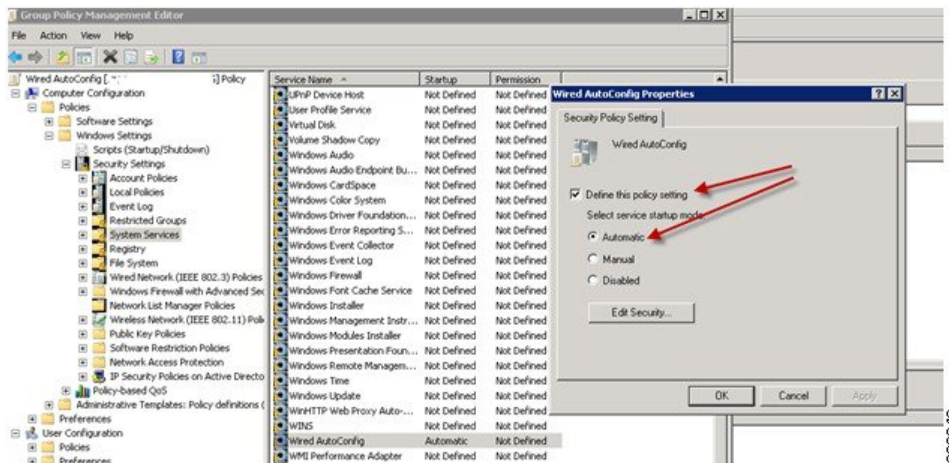 Group Policy Management Editor
File Action View Help
Wired AutoConfig [ ] Policy
Computer Configuration
Policies
Software Settings
Windows Settings
Scripts (Startup/Shutdown)
Security Settings
Account Policies
Local Policies
Event Log
Restricted Groups
System Services
Registry
File System
Wired Network (IEEE 802.3) Policies
Windows Firewall with Advanced Sec
Network List Manager Policies
Wireless Network (IEEE 802.11) Poli
Public Key Policies
Software Restriction Policies
Network Access Protection
IP Security Policies on Active Directo
Policy-based QoS
Administrative Templates: Policy definitions (
Preferences
User Configuration
Policies
Preferences
Service Name Startup Permission
UPnP Device Host Not Defined Not Defined
User Profile Service Not Defined Not Defined
Virtual Disk Not Defined Not Defined
Volume Shadow Copy Not Defined Not Defined
Windows Audio Not Defined Not Defined
Windows Audio Endpoint Bu... Not Defined Not Defined
Windows CardSpace Not Defined Not Defined
Windows Color System Not Defined Not Defined
Windows Driver Foundation... Not Defined Not Defined
Windows Error Reporting S... Not Defined Not Defined
Windows Event Collector Not Defined Not Defined
Windows Event Log Not Defined Not Defined
Windows Firewall Not Defined Not Defined
Windows Font Cache Service Not Defined Not Defined
Windows Installer Not Defined Not Defined
Windows Management Instr... Not Defined Not Defined
Windows Modules Installer Not Defined Not Defined
Windows Presentation Foun... Not Defined Not Defined
Windows Remote Managem... Not Defined Not Defined
Windows Time Not Defined Not Defined
Windows Update Not Defined Not Defined
WinHTTP Web Proxy Auto-... Not Defined Not Defined
WINS Not Defined Not Defined
Wired AutoConfig Automatic Not Defined
WMI Performance Adapter Not Defined Not Defined
Wired AutoConfig Properties
Security Policy Setting
Wired AutoConfig
Define this policy setting
Select service startup mode:
Automatic
Manual
Disabled
Edit Security...
OK Cancel Apply